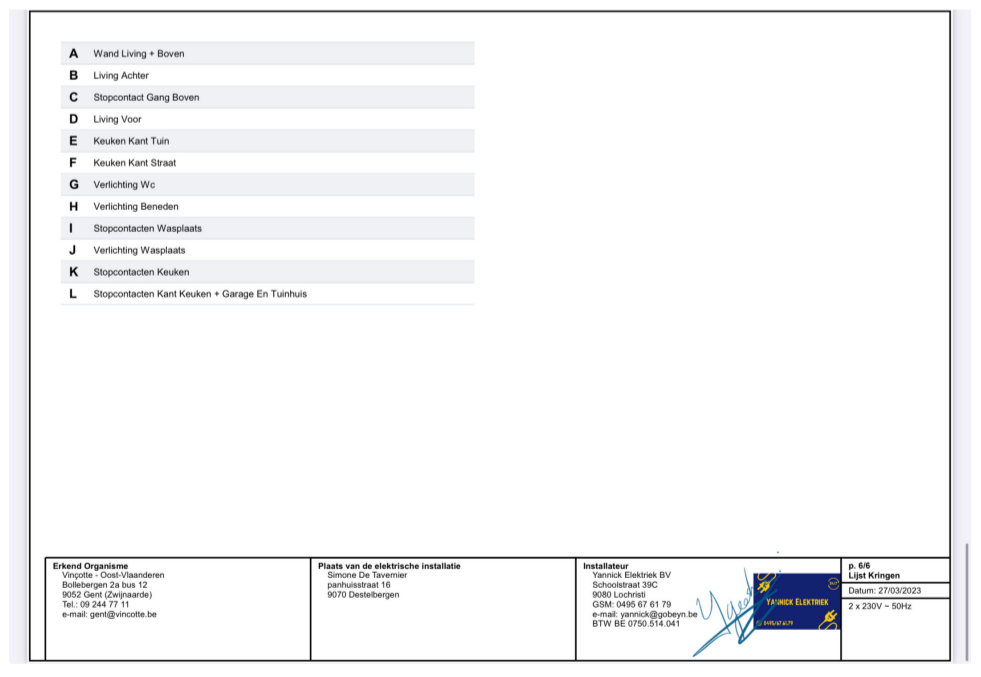 A Wand Living + Boven
B Living Achter
C Stopcontact Gang Boven
D Living Voor
E Keuken Kant Tuin
F Keuken Kant Straat
G Verlichting Wc
H Verlichting Beneden
I Stopcontacten Wasplaats
J Verlichting Wasplaats
K Stopcontacten Keuken
L Stopcontacten Kant Keuken + Garage En Tuinhuis
Erkend Organisme
Vinçotte - Oost-Vlaanderen
Bollebergen 2a bus 12
9052 Gent (Zwijnaarde)
Tel.: 09 244 77 11
e-mail: gent@vincotte.be
Plaats van de elektrische installatie
Simone De Tavernier
panhuisstraat 16
9070 Destelbergen
Installateur
Yannick Elektriek BV
Schoolstraat 39C
9080 Lochristi
GSM: 0495 67 61 79
e-mail: yannick@gobeyn.be
BTW BE 0750.514.041
YANNICK ELEKTRIEK
0495/67.61.79
p. 6/6
Lijst Kringen
Datum: 27/03/2023
2 x 230V ~ 50Hz